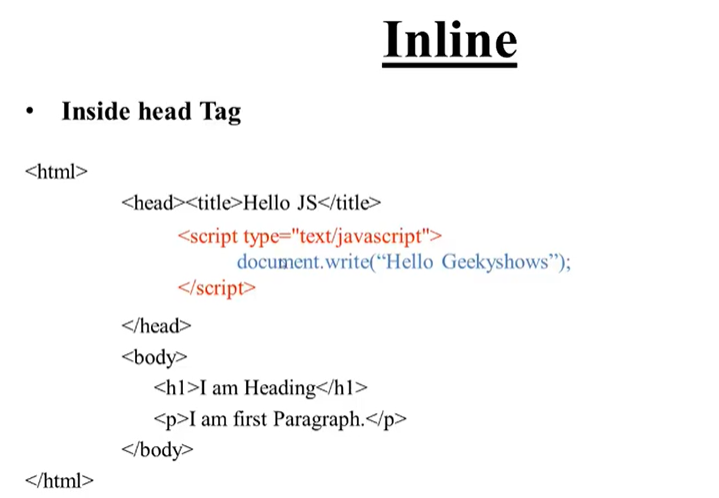 Inline
• Inside head Tag
<html>
<head><title>Hello JS</title>
<script type="text/javascript">
document.write(“Hello Geekyshows”);
</script>
</head>
<body>
<h1>I am Heading</h1>
<p>I am first Paragraph.</p>
</body>
</html>